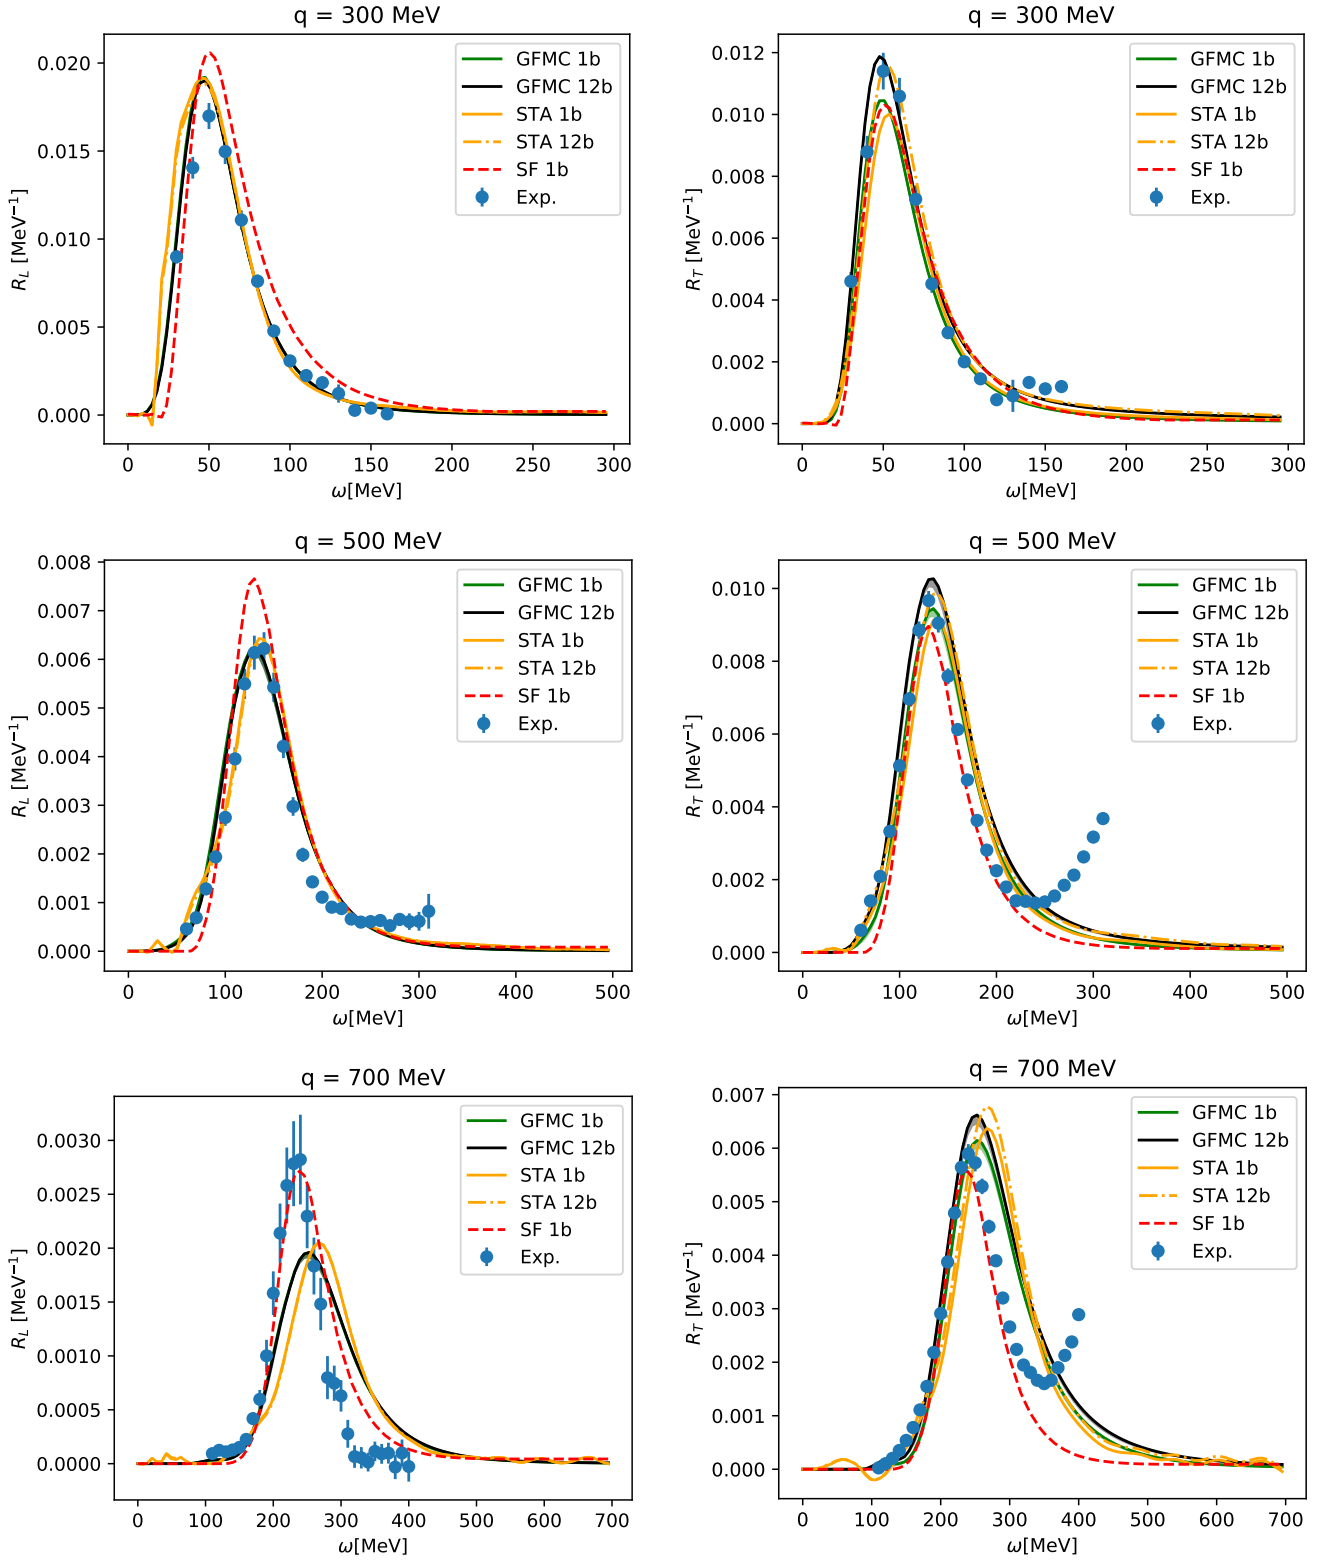 q = 300 MeV
R_L [MeV⁻¹]
0.020
0.015
0.010
0.005
0.000
GFMC 1b
GFMC 12b
STA 1b
STA 12b
SF 1b
Exp.
0 50 100 150 200 250 300
ω[MeV]
q = 300 MeV
R_T [MeV⁻¹]
0.012
0.010
0.008
0.006
0.004
0.002
0.000
GFMC 1b
GFMC 12b
STA 1b
STA 12b
SF 1b
Exp.
0 50 100 150 200 250 300
ω[MeV]
q = 500 MeV
R_L [MeV⁻¹]
0.008
0.007
0.006
0.005
0.004
0.003
0.002
0.001
0.000
GFMC 1b
GFMC 12b
STA 1b
STA 12b
SF 1b
Exp.
0 100 200 300 400 500
ω[MeV]
q = 500 MeV
R_T [MeV⁻¹]
0.010
0.008
0.006
0.004
0.002
0.000
GFMC 1b
GFMC 12b
STA 1b
STA 12b
SF 1b
Exp.
0 100 200 300 400 500
ω[MeV]
q = 700 MeV
R_L [MeV⁻¹]
0.0030
0.0025
0.0020
0.0015
0.0010
0.0005
0.0000
GFMC 1b
GFMC 12b
STA 1b
STA 12b
SF 1b
Exp.
0 100 200 300 400 500 600 700
ω[MeV]
q = 700 MeV
R_T [MeV⁻¹]
0.007
0.006
0.005
0.004
0.003
0.002
0.001
0.000
GFMC 1b
GFMC 12b
STA 1b
STA 12b
SF 1b
Exp.
0 100 200 300 400 500 600 700
ω[MeV]